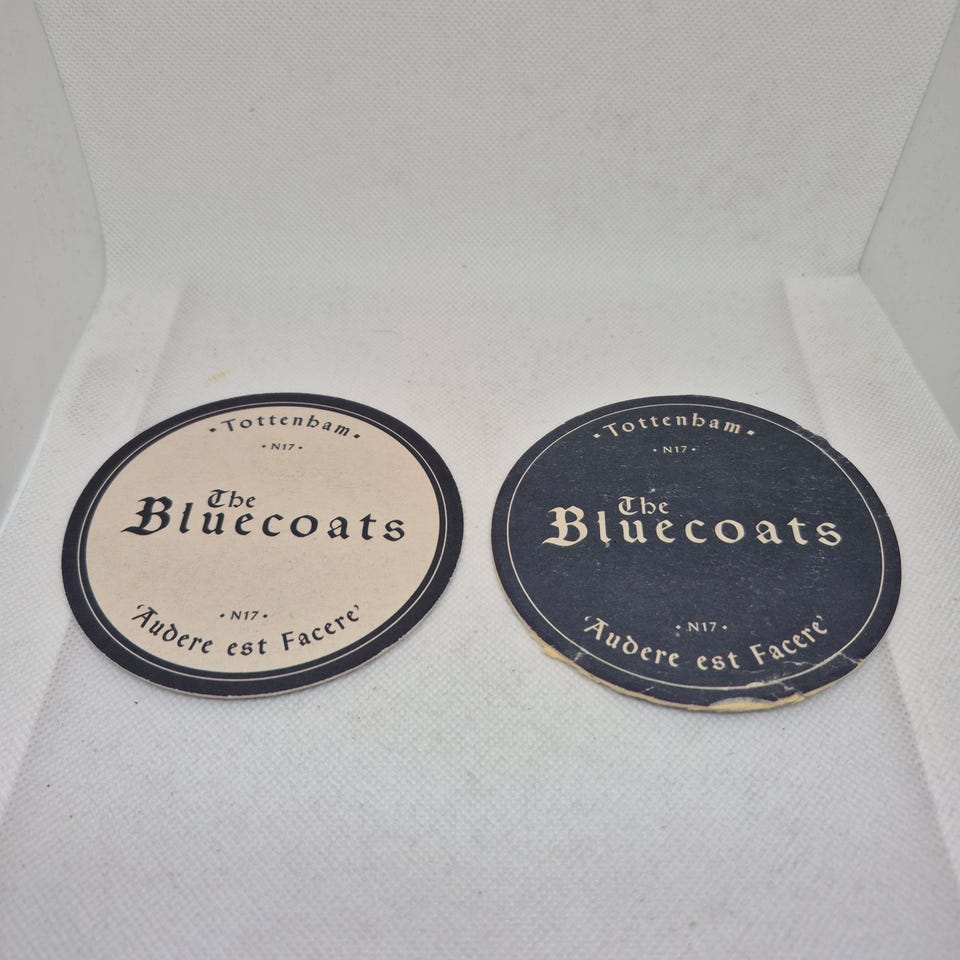 ·Tottenham·
·N17·
The
Bluecoats
·N17·
‘Audere est Facere’
·Tottenham·
·N17·
The
Bluecoats
·N17·
‘Audere est Facere’